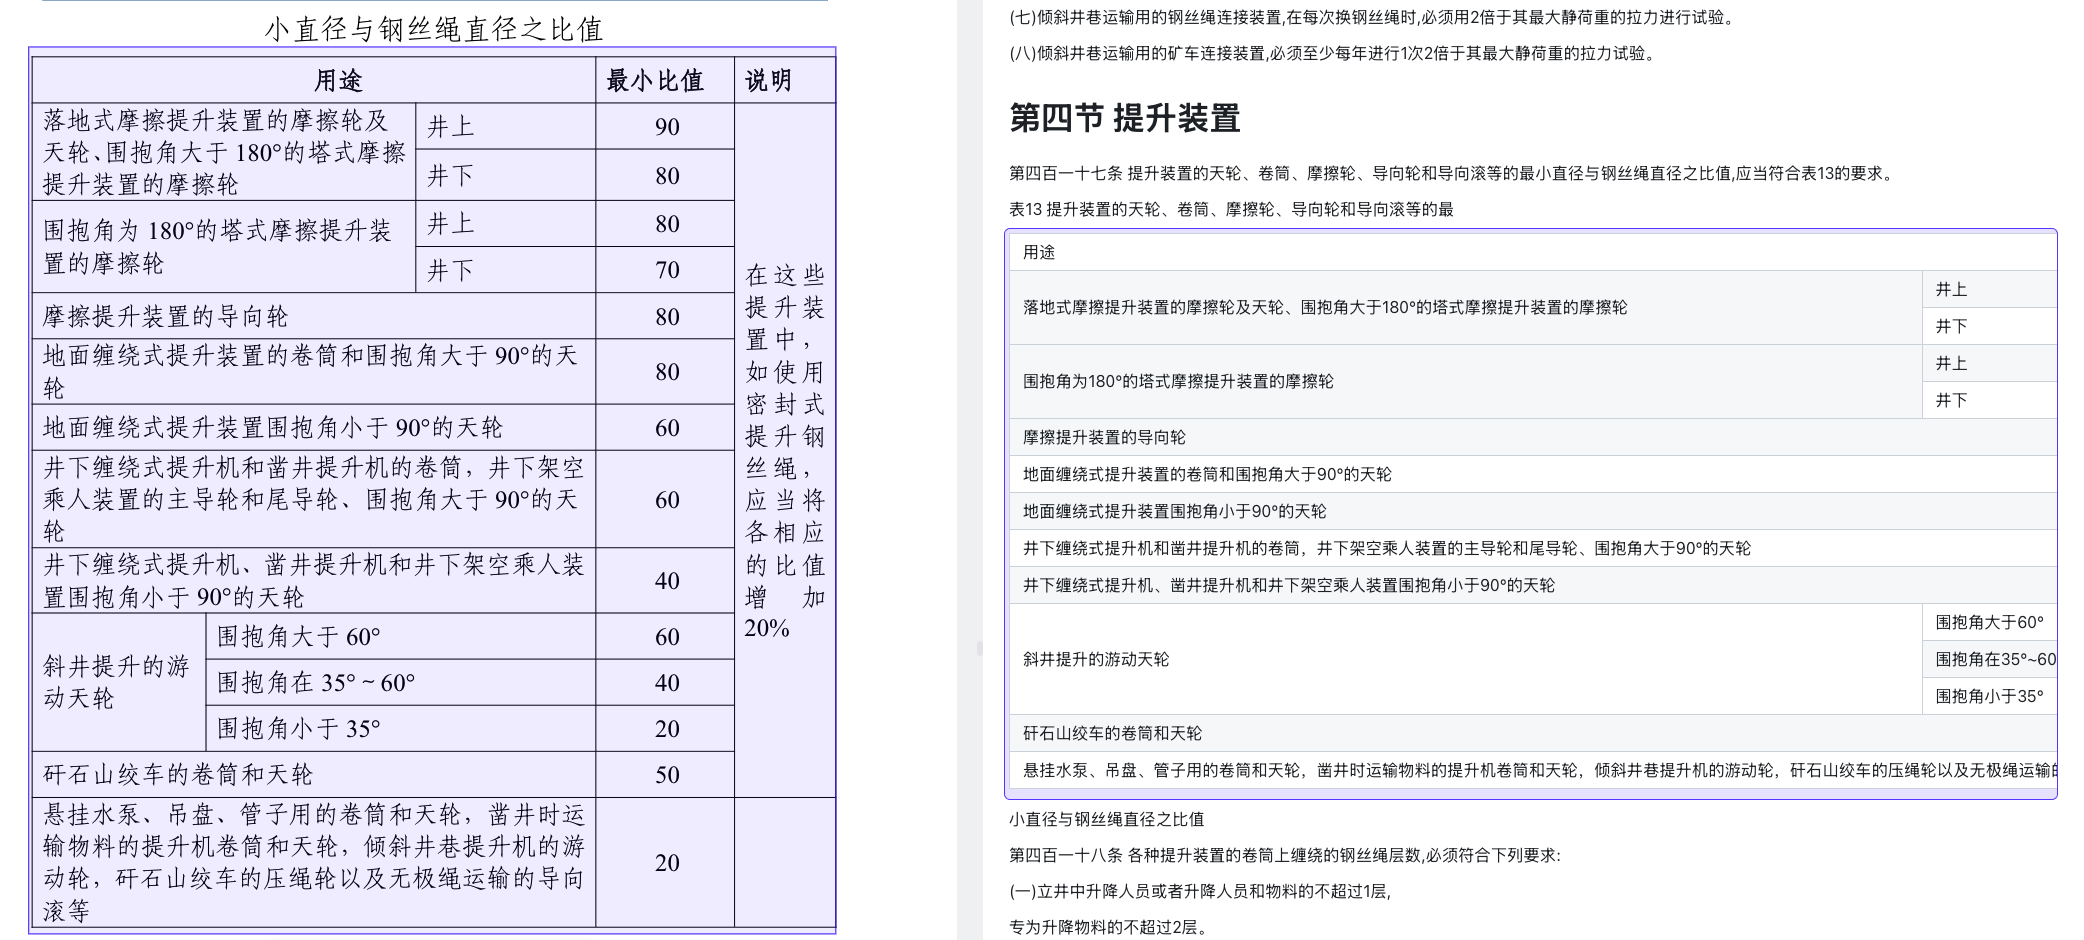 小直径与钢丝绳直径之比值
用途 最小比值 说明
落地式摩擦提升装置的摩擦轮及
天轮、围抱角大于 180°的塔式摩擦
提升装置的摩擦轮
井上 90
井下 80
围抱角为 180°的塔式摩擦提升装
置的摩擦轮
井上 80
井下 70
摩擦提升装置的导向轮 80
地面缠绕式提升装置的卷筒和围抱角大于 90°的天
轮
80
地面缠绕式提升装置围抱角小于 90°的天轮 60
井下缠绕式提升机和凿井提升机的卷筒，井下架空
乘人装置的主导轮和尾导轮、围抱角大于 90°的天
轮
60
井下缠绕式提升机、凿井提升机和井下架空乘人装
置围抱角小于 90°的天轮
40
斜井提升的游
动天轮
围抱角大于 60° 60
围抱角在 35° ~ 60° 40
围抱角小于 35° 20
矸石山绞车的卷筒和天轮 50
在这些
提升装
置中，
如使用
密封式
提升钢
丝绳，
应当将
各相应
的比值
增加
20%
悬挂水泵、吊盘、管子用的卷筒和天轮，凿井时运
输物料的提升机卷筒和天轮，倾斜井巷提升机的游
动轮，矸石山绞车的压绳轮以及无极绳运输的导向
滚等
20
(七)倾斜井巷运输用的钢丝绳连接装置,在每次换钢丝绳时,必须用2倍于其最大静荷重的拉力进行试验。
(八)倾斜井巷运输用的矿车连接装置,必须至少每年进行1次2倍于其最大静荷重的拉力试验。
第四节 提升装置
第四百一十七条 提升装置的天轮、卷筒、摩擦轮、导向轮和导向滚等的最小直径与钢丝绳直径之比值,应当符合表13的要求。
表13 提升装置的天轮、卷筒、摩擦轮、导向轮和导向滚等的最
用途
落地式摩擦提升装置的摩擦轮及天轮、围抱角大于180°的塔式摩擦提升装置的摩擦轮
井上
井下
围抱角为180°的塔式摩擦提升装置的摩擦轮
井上
井下
摩擦提升装置的导向轮
地面缠绕式提升装置的卷筒和围抱角大于90°的天轮
地面缠绕式提升装置围抱角小于90°的天轮
井下缠绕式提升机和凿井提升机的卷筒，井下架空乘人装置的主导轮和尾导轮、围抱角大于90°的天轮
井下缠绕式提升机、凿井提升机和井下架空乘人装置围抱角小于90°的天轮
斜井提升的游动天轮
围抱角大于60°
围抱角在35°~60
围抱角小于35°
矸石山绞车的卷筒和天轮
悬挂水泵、吊盘、管子用的卷筒和天轮，凿井时运输物料的提升机卷筒和天轮，倾斜井巷提升机的游动轮，矸石山绞车的压绳轮以及无极绳运输
小直径与钢丝绳直径之比值
第四百一十八条 各种提升装置的卷筒上缠绕的钢丝绳层数,必须符合下列要求:
(一)立井中升降人员或者升降人员和物料的不超过1层,
专为升降物料的不超过2层。